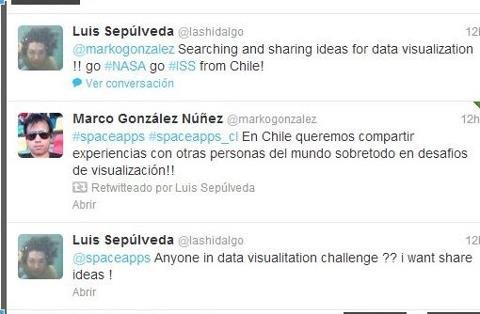 Luis Sepúlveda @lashidalgo 12h
@markogonzalez Searching and sharing ideas for data visualization
!! go #NASA go #ISS from Chile!
Ver conversación
Marco González Núñez @markogonzalez 12h
#spaceapps #spaceapps_cl En Chile queremos compartir
experiencias con otras personas del mundo sobretodo en desafios
de visualización!!
Retwitteado por Luis Sepúlveda
Abrir
Luis Sepúlveda @lashidalgo 12h
@spaceapps Anyone in data visualitation challenge ?? i want share
ideas !
Abrir